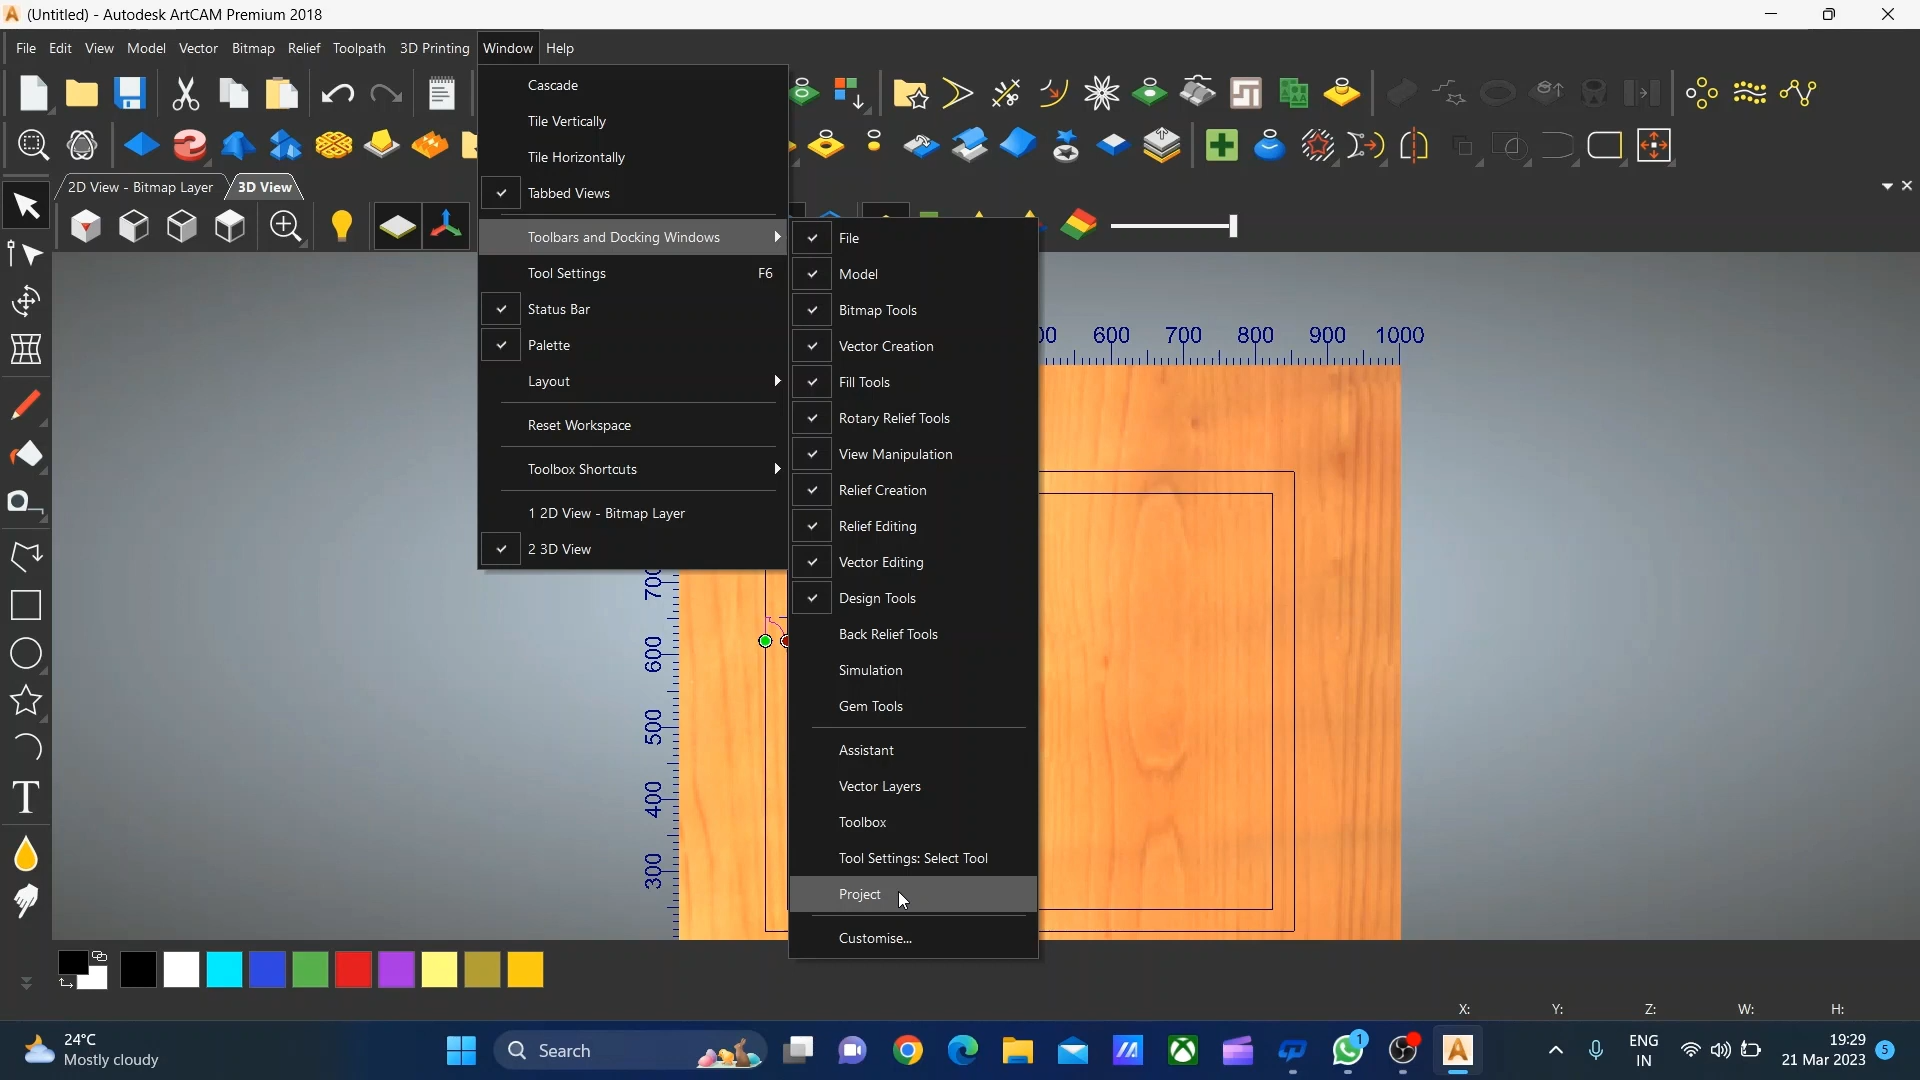 (Untitled) - Autodesk ArtCAM Premium 2018
File Edit View Model Vector Bitmap Relief Toolpath 3D Printing Window Help
Cascade
Tile Vertically
Tile Horizontally
Tabbed Views
Toolbars and Docking Windows
Tool Settings F6
Status Bar
Palette
Layout
Reset Workspace
Toolbox Shortcuts
1 2D View - Bitmap Layer
2 3D View
2D View - Bitmap Layer 3D View
File
Model
Bitmap Tools
Vector Creation
Fill Tools
Rotary Relief Tools
View Manipulation
Relief Creation
Relief Editing
Vector Editing
Design Tools
Back Relief Tools
Simulation
Gem Tools
Assistant
Vector Layers
Toolbox
Tool Settings: Select Tool
Project
Customise...
600 700 800 900 1000
700
600
500
400
300
X: Y: Z: W: H:
24°C
Mostly cloudy
Search
1
ENG
IN
19:29
21 Mar 2023
5